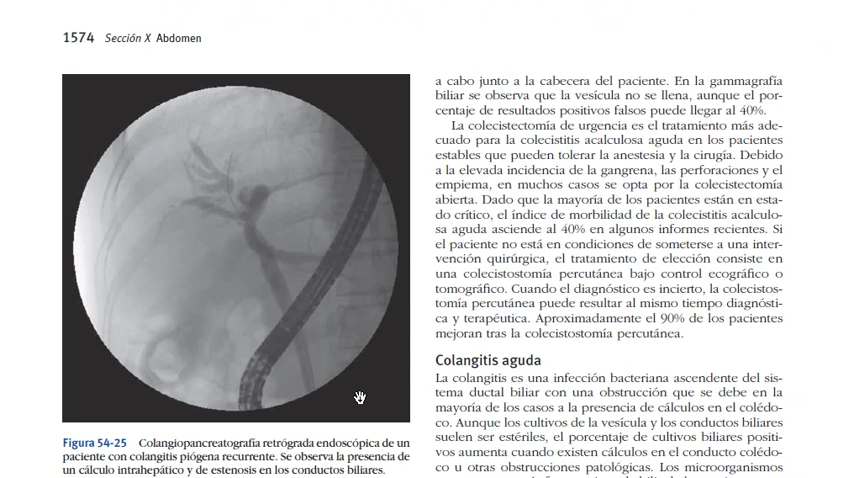 1574 Sección X Abdomen
Figura 54-25 Colangiopancreatografía retrógrada endoscópica de un
paciente con colangitis piógena recurrente. Se observa la presencia de
un cálculo intrahepático y de estenosis en los conductos biliares.
a cabo junto a la cabecera del paciente. En la gammagrafía
biliar se observa que la vesícula no se llena, aunque el por-
centaje de resultados positivos falsos puede llegar al 40%.
La colecistectomía de urgencia es el tratamiento más ade-
cuado para la colecistitis acalculosa aguda en los pacientes
estables que pueden tolerar la anestesia y la cirugía. Debido
a la elevada incidencia de la gangrena, las perforaciones y el
empiema, en muchos casos se opta por la colecistectomía
abierta. Dado que la mayoría de los pacientes están en esta-
do crítico, el índice de morbilidad de la colecistitis acalculo-
sa aguda asciende al 40% en algunos informes recientes. Si
el paciente no está en condiciones de someterse a una inter-
vención quirúrgica, el tratamiento de elección consiste en
una colecistostomía percutánea bajo control ecográfico o
tomográfico. Cuando el diagnóstico es incierto, la colecistos-
tomía percutánea puede resultar al mismo tiempo diagnósti-
ca y terapéutica. Aproximadamente el 90% de los pacientes
mejoran tras la colecistostomía percutánea.
Colangitis aguda
La colangitis es una infección bacteriana ascendente del sis-
tema ductal biliar con una obstrucción que se debe en la
mayoría de los casos a la presencia de cálculos en el colédo-
co. Aunque los cultivos de la vesícula y los conductos biliares
suelen ser estériles, el porcentaje de cultivos biliares positi-
vos aumenta cuando existen cálculos en el conducto colédo-
co u otras obstrucciones patológicas. Los microorganismos